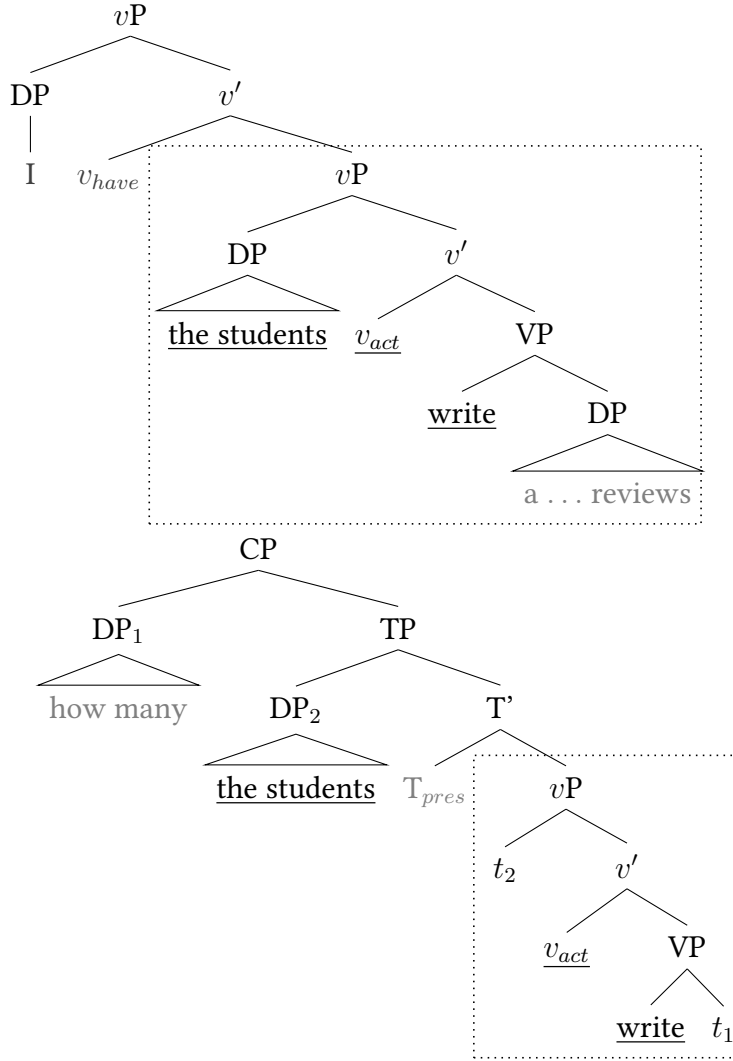 vP
DP v′
I v_have vP
DP v′
the students v_act VP
write DP
a … reviews
CP
DP₁ TP
how many DP₂ T’
the students T_pres vP
t₂ v′
v_act VP
write t₁